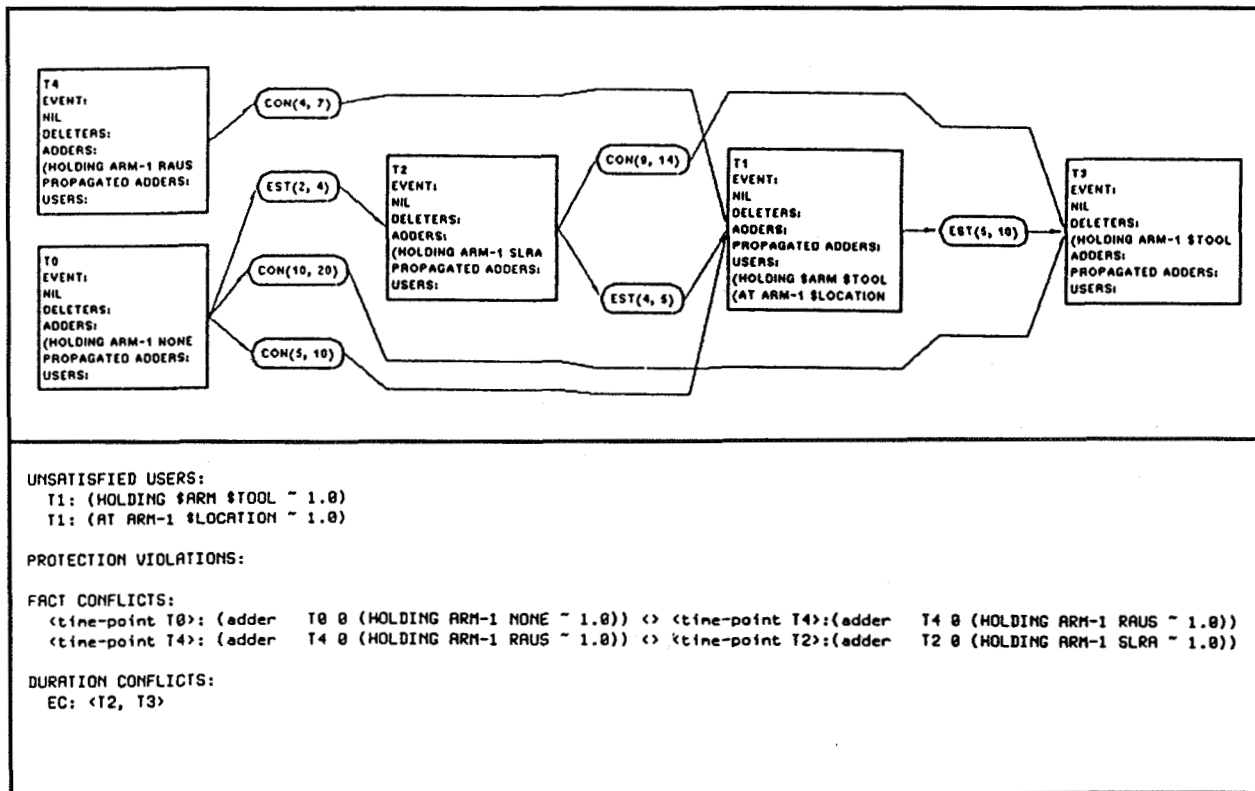 T4
EVENT:
NIL
DELETERS:
ADDERS:
(HOLDING ARM-1 RAUS
PROPAGATED ADDERS:
USERS:
CON(4, 7)
T0
EVENT:
NIL
DELETERS:
ADDERS:
(HOLDING ARM-1 NONE
PROPAGATED ADDERS:
USERS:
EST(2, 4)
CON(10, 20)
CON(5, 10)
T2
EVENT:
NIL
DELETERS:
ADDERS:
(HOLDING ARM-1 SLRA
PROPAGATED ADDERS:
USERS:
CON(9, 14)
EST(4, 5)
T1
EVENT:
NIL
DELETERS:
ADDERS:
PROPAGATED ADDERS:
USERS:
(HOLDING $ARM $TOOL
(AT ARM-1 $LOCATION
EST(5, 10)
T3
EVENT:
NIL
DELETERS:
(HOLDING ARM-1 $TOOL
ADDERS:
PROPAGATED ADDERS:
USERS:
UNSATISFIED USERS:
T1: (HOLDING $ARM $TOOL ~ 1.0)
T1: (AT ARM-1 $LOCATION ~ 1.0)
PROTECTION VIOLATIONS:
FACT CONFLICTS:
<time-point T0>: (adder T0 0 (HOLDING ARM-1 NONE ~ 1.0)) <> <time-point T4>:(adder T4 0 (HOLDING ARM-1 RAUS ~ 1.0))
<time-point T4>: (adder T4 0 (HOLDING ARM-1 RAUS ~ 1.0)) <> <time-point T2>:(adder T2 0 (HOLDING ARM-1 SLRA ~ 1.0))
DURATION CONFLICTS:
EC: <T2, T3>